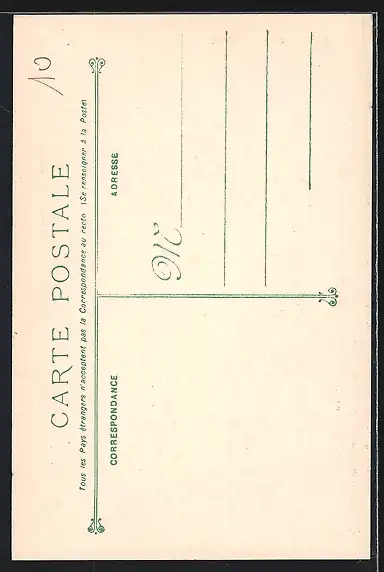 10
CARTE POSTALE
Tous les Pays étrangers n'acceptent pas la Correspondance au recto. (Se renseigner à la Poste)
CORRESPONDANCE
ADRESSE
M